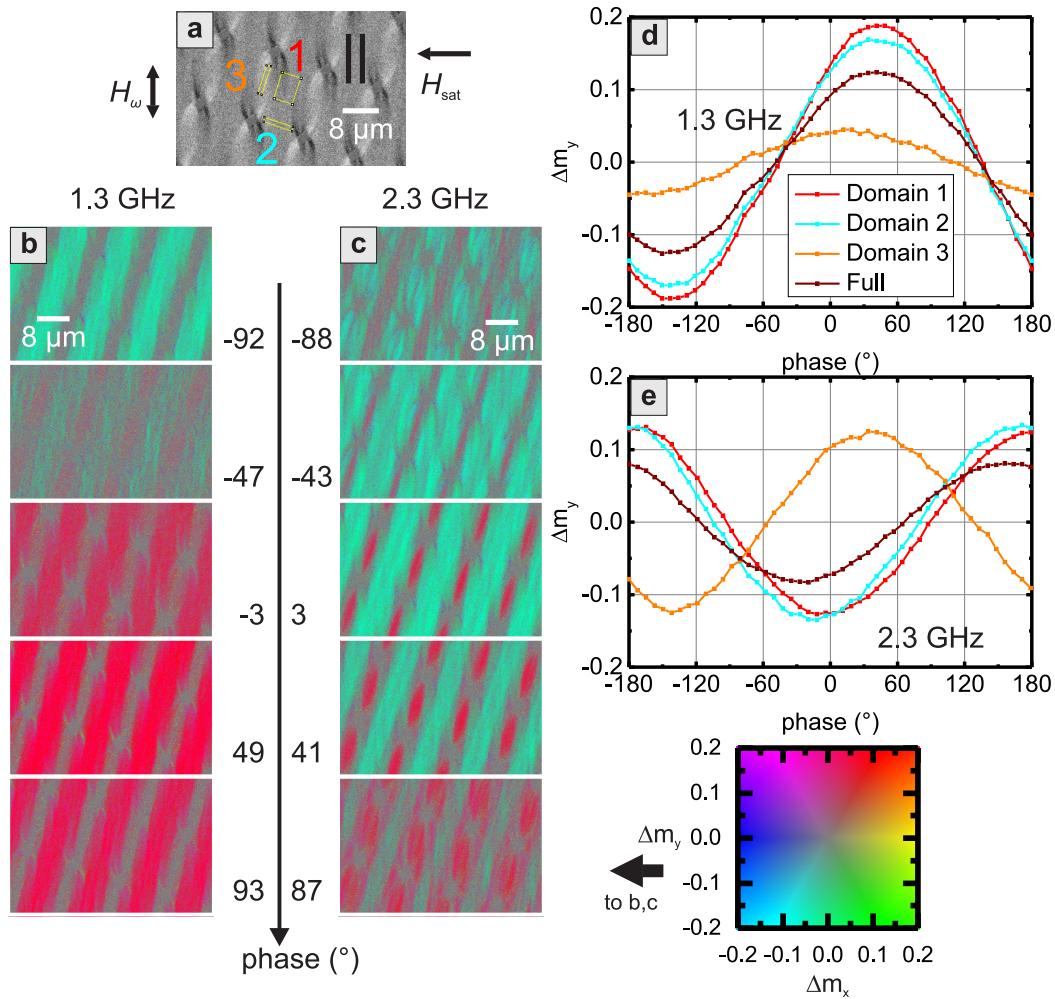 a
1
3
2
H_ω
H_sat
8 µm
1.3 GHz
2.3 GHz
b
8 µm
c
8 µm
-92 -88
-47 -43
-3 3
49 41
93 87
phase (°)
d
1.3 GHz
Domain 1
Domain 2
Domain 3
Full
Δm_y
0.2
0.1
0.0
-0.1
-0.2
-180 -120 -60 0 60 120 180
phase (°)
e
2.3 GHz
Δm_y
0.2
0.1
0.0
-0.1
-0.2
-180 -120 -60 0 60 120 180
phase (°)
0.2
0.1
Δm_y 0.0
-0.1
-0.2
to b,c
-0.2 -0.1 0.0 0.1 0.2
Δm_x